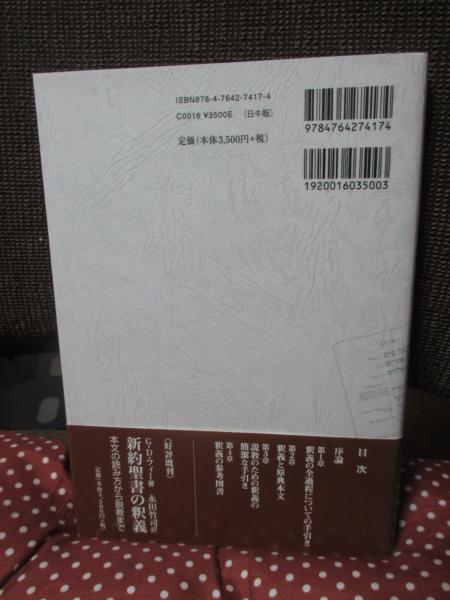 ISBN978-4-7642-7417-4
C0016 ¥3500E (日キ販)
定価(本体3,500円+税)
9784764274174
1920016035003
目次
序論
第1章
釈義の全過程についての手引き
第2章
釈義と原典本文
第3章
説教のための釈義の
簡潔な手引き
第4章
釈義の参考図書
〈好評既刊〉
G・D・フィー著 永田竹司訳
新約聖書の釈義
本文の読み方から説教まで